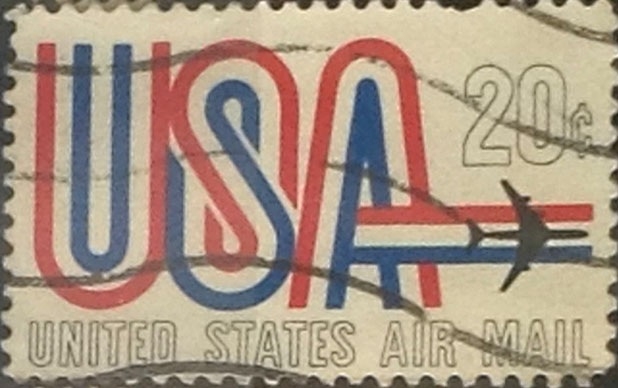 USA
20¢
UNITED STATES AIR MAIL